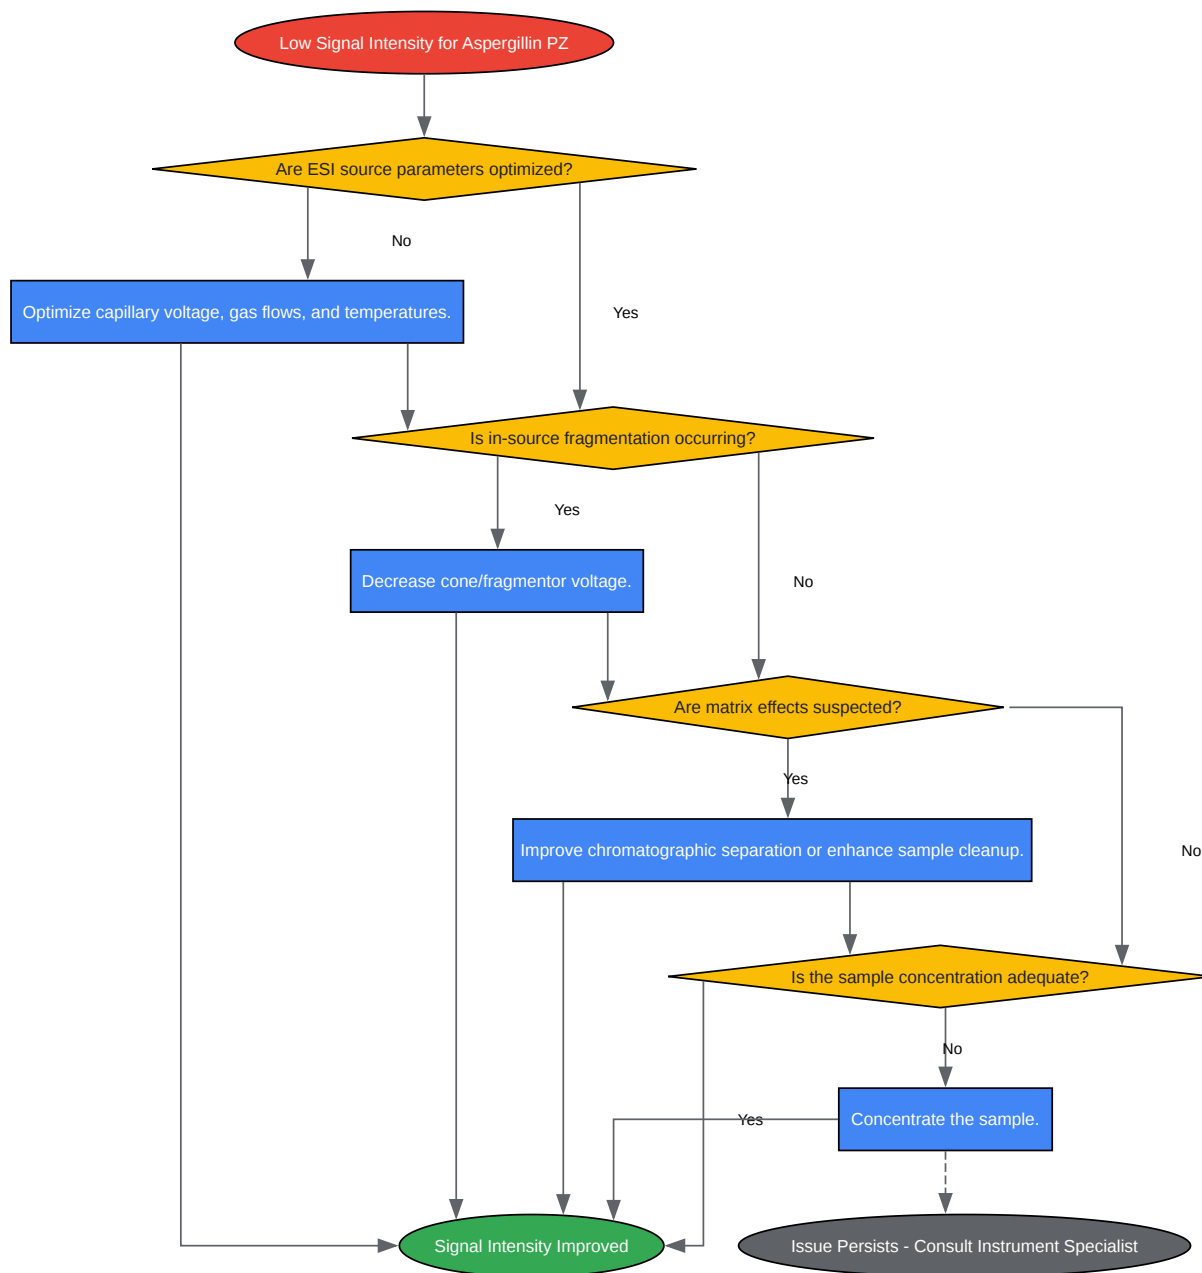 Low Signal Intensity for Aspergillin PZ
Are ESI source parameters optimized?
No
Optimize capillary voltage, gas flows, and temperatures.
Yes
Is in-source fragmentation occurring?
Yes
Decrease cone/fragmentor voltage.
No
Are matrix effects suspected?
Yes
Improve chromatographic separation or enhance sample cleanup.
No
Is the sample concentration adequate?
No
Yes
Concentrate the sample.
Signal Intensity Improved
Issue Persists - Consult Instrument Specialist